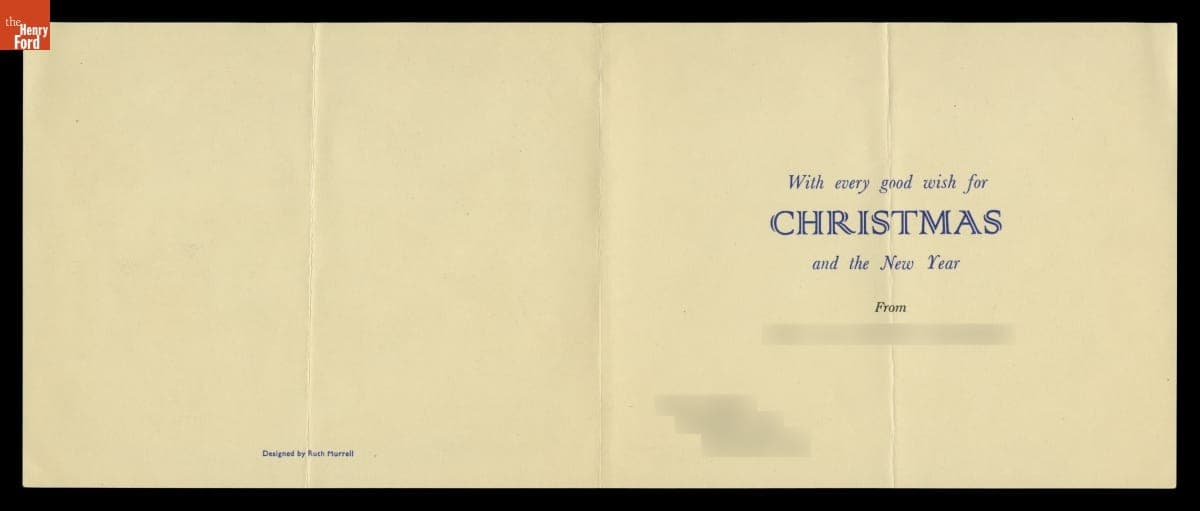 the
Henry
Ford
With every good wish for
CHRISTMAS
and the New Year
From
Designed by Ruth Murrell